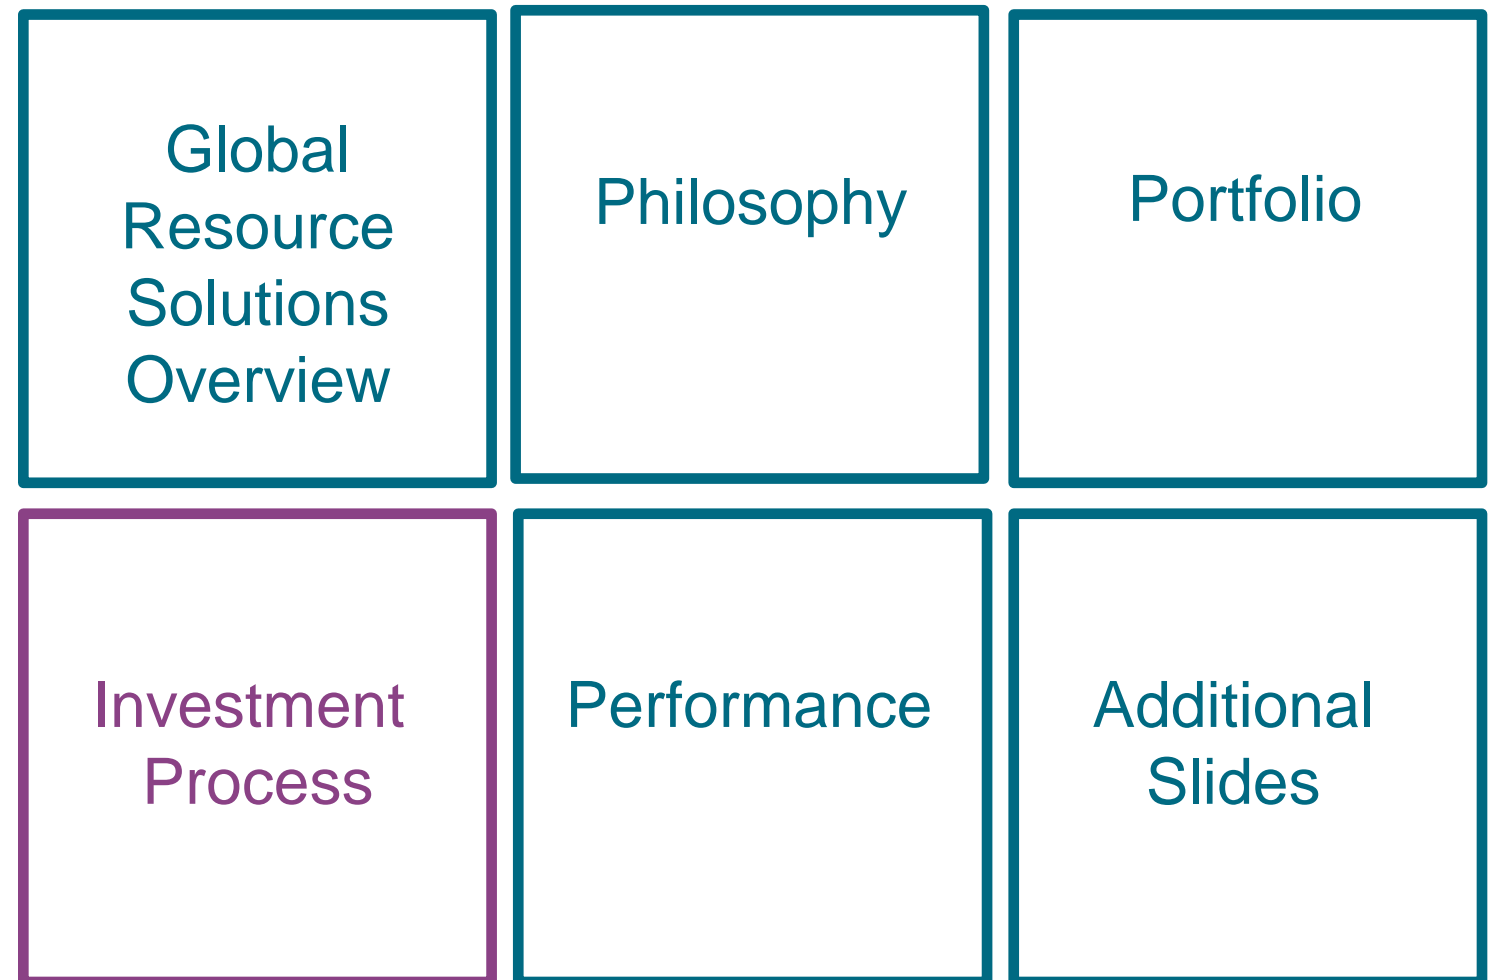 Global
Resource
Solutions
Overview
Philosophy
Portfolio
Investment
Process
Performance
Additional
Slides